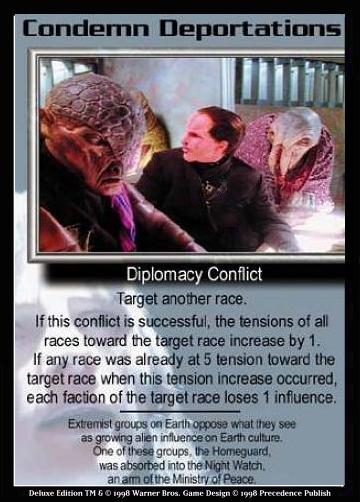 Condemn Deportations
Diplomacy Conflict
Target another race.
If this conflict is successful, the tensions of all
races toward the target race increase by 1.
If any race was already at 5 tension toward the
target race when this tension increase occurred,
each faction of the target race loses 1 influence.
Extremist groups on Earth oppose what they see
as growing alien influence on Earth culture.
One of these groups, the Homeguard,
was absorbed into the Night Watch,
an arm of the Ministry of Peace.
Deluxe Edition TM & © 1998 Warner Bros. Game Design © 1998 Precedence Publish